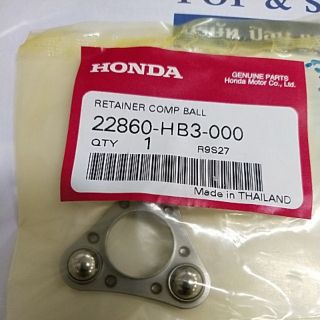 TOP & S
HONDA
GENUINE PARTS
Honda Motor Co., Ltd.
RETAINER COMP BALL
22860-HB3-000
QTY 1 R9S27
Made in THAILAND